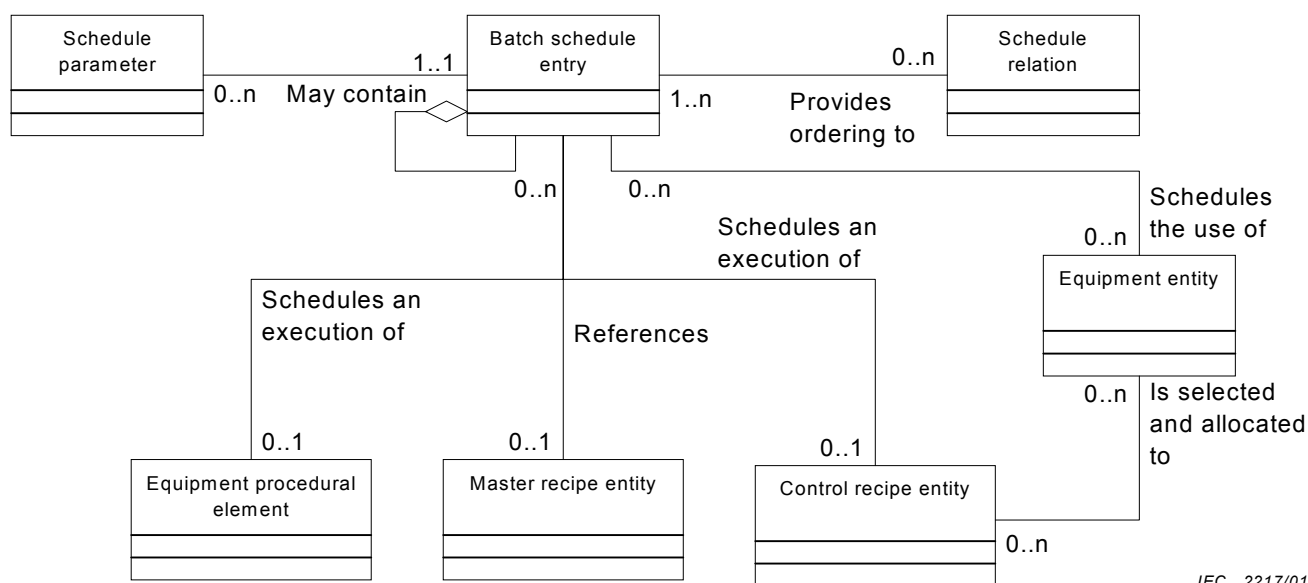 Schedule
parameter
Batch schedule
entry
Schedule
relation
1..1
0..n
0..n
May contain
1..n
Provides
ordering to
0..n
0..n
Schedules
the use of
0..n
Schedules an
execution of
Equipment entity
Schedules an
execution of
References
0..n
Is selected
and allocated
to
0..1
0..1
0..1
Equipment procedural
element
Master recipe entity
Control recipe entity
0..n
IEC 2217/01